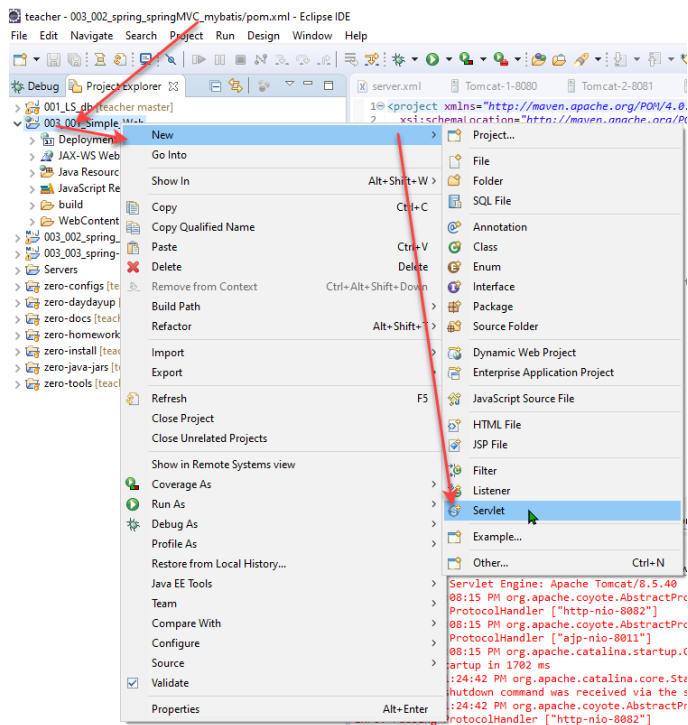 teacher - 003_002_spring_springMVC_mybatis/pom.xml - Eclipse IDE
File Edit Navigate Search Project Run Design Window Help
Debug Project Explorer
server.xml Tomcat-1-8080 Tomcat-2-8081
1 <project xmlns="http://maven.apache.org/POM/4.0.
2 xsi:schemaLocation="http://maven.apache.org/PO
001_LS_db [teacher master]
003_001_Simple_Web
Deploymen
JAX-WS Web
Java Resourc
JavaScript Re
build
WebContent
003_002_spring_
003_003_spring-
Servers
zero-configs [te
zero-daydayup [
zero-docs [teach
zero-homework
zero-install [teac
zero-java-jars [t
zero-tools [teach
New
Go Into
Show In Alt+Shift+W
Copy Ctrl+C
Copy Qualified Name
Paste Ctrl+V
Delete Delete
Remove from Context Ctrl+Alt+Shift+Down
Build Path
Refactor Alt+Shift+T
Import
Export
Refresh F5
Close Project
Close Unrelated Projects
Show in Remote Systems view
Coverage As
Run As
Debug As
Profile As
Restore from Local History...
Java EE Tools
Team
Compare With
Configure
Source
Validate
Properties Alt+Enter
Project...
File
Folder
SQL File
Annotation
Class
Enum
Interface
Package
Source Folder
Dynamic Web Project
Enterprise Application Project
JavaScript Source File
HTML File
JSP File
Filter
Listener
Servlet
Example...
Other... Ctrl+N
Servlet Engine: Apache Tomcat/8.5.40
08:15 PM org.apache.coyote.AbstractPro
ProtocolHandler ["http-nio-8082"]
08:15 PM org.apache.coyote.AbstractPro
ProtocolHandler ["ajp-nio-8011"]
08:15 PM org.apache.catalina.startup.C
artup in 1702 ms
:24:42 PM org.apache.catalina.core.Sta
hutdown command was received via the s
:24:42 PM org.apache.coyote.AbstractPro
rotocolHandler ["http-nio-8082"]